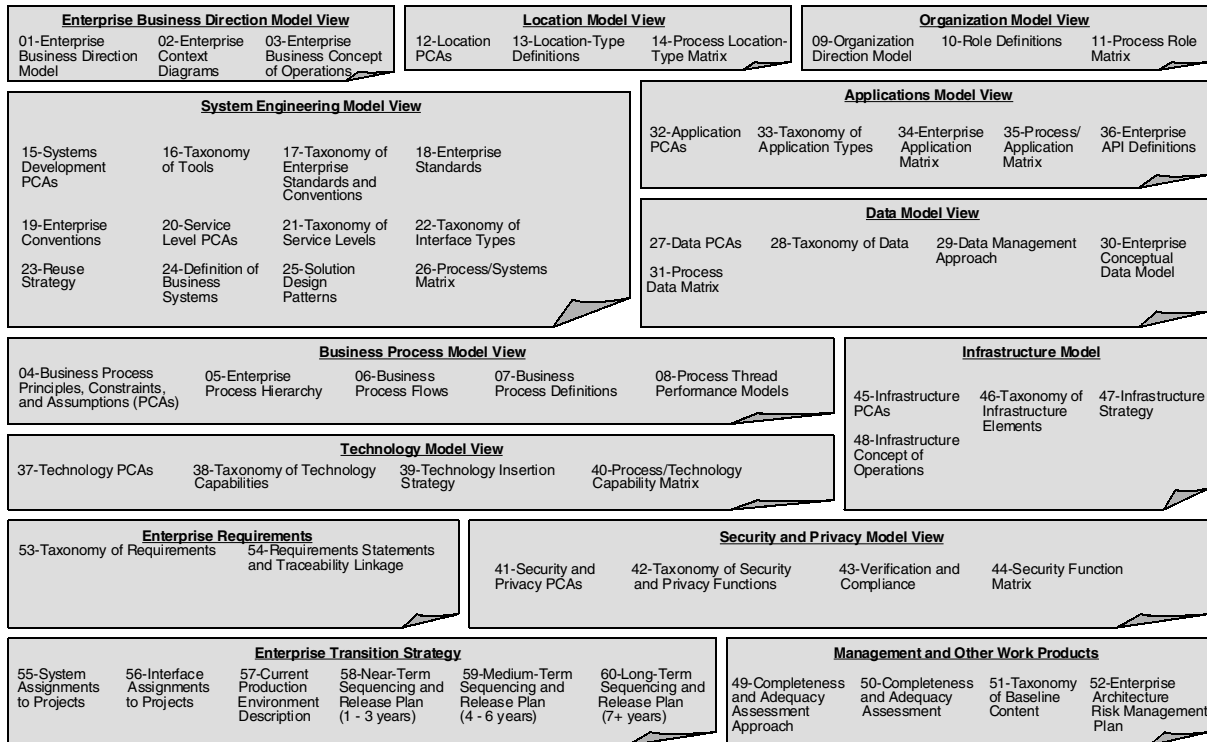 Enterprise Business Direction Model View
01-Enterprise
Business Direction
Model
02-Enterprise
Context
Diagrams
03-Enterprise
Business Concept
of Operations
Location Model View
12-Location
PCAs
13-Location-Type
Definitions
14-Process Location-
Type Matrix
Organization Model View
09-Organization
Direction Model
10-Role Definitions
11-Process Role
Matrix
System Engineering Model View
15-Systems
Development
PCAs
16-Taxonomy
of Tools
17-Taxonomy of
Enterprise
Standards and
Conventions
18-Enterprise
Standards
19-Enterprise
Conventions
20-Service
Level PCAs
21-Taxonomy of
Service Levels
22-Taxonomy of
Interface Types
23-Reuse
Strategy
24-Definition of
Business
Systems
25-Solution
Design
Patterns
26-Process/Systems
Matrix
Applications Model View
32-Application
PCAs
33-Taxonomy of
Application Types
34-Enterprise
Application
Matrix
35-Process/
Application
Matrix
36-Enterprise
API Definitions
Data Model View
27-Data PCAs
28-Taxonomy of Data
29-Data Management
Approach
30-Enterprise
Conceptual
Data Model
31-Process
Data Matrix
Business Process Model View
04-Business Process
Principles, Constraints,
and Assumptions (PCAs)
05-Enterprise
Process Hierarchy
06-Business
Process Flows
07-Business
Process Definitions
08-Process Thread
Performance Models
Infrastructure Model
45-Infrastructure
PCAs
46-Taxonomy of
Infrastructure
Elements
47-Infrastructure
Strategy
48-Infrastructure
Concept of
Operations
Technology Model View
37-Technology PCAs
38-Taxonomy of Technology
Capabilities
39-Technology Insertion
Strategy
40-Process/Technology
Capability Matrix
Enterprise Requirements
53-Taxonomy of Requirements
54-Requirements Statements
and Traceability Linkage
Security and Privacy Model View
41-Security and
Privacy PCAs
42-Taxonomy of Security
and Privacy Functions
43-Verification and
Compliance
44-Security Function
Matrix
Enterprise Transition Strategy
55-System
Assignments
to Projects
56-Interface
Assignments
to Projects
57-Current
Production
Environment
Description
58-Near-Term
Sequencing and
Release Plan
(1 - 3 years)
59-Medium-Term
Sequencing and
Release Plan
(4 - 6 years)
60-Long-Term
Sequencing and
Release Plan
(7+ years)
Management and Other Work Products
49-Completeness
and Adequacy
Assessment
Approach
50-Completeness
and Adequacy
Assessment
51-Taxonomy
of Baseline
Content
52-Enterprise
Architecture
Risk Management
Plan